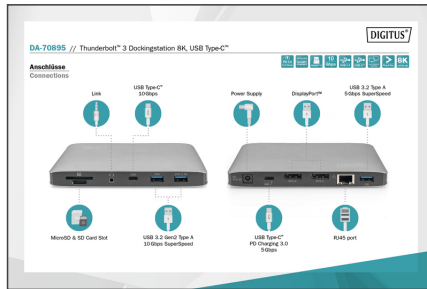 DIGITUS®
DA-70895 // Thunderbolt™ 3 Dockingstation 8K, USB Type-C™
Anschlüsse
Connections
10
8K
Link
USB Type-C™
10Gbps
Power Supply
DisplayPort™
USB 3.2 Type A
5Gbps SuperSpeed
MicroSD & SD Card Slot
USB 3.2 Gen2 Type A
10Gbps SuperSpeed
USB Type-C™
PD Charging 3.0
5Gbps
RJ45 port